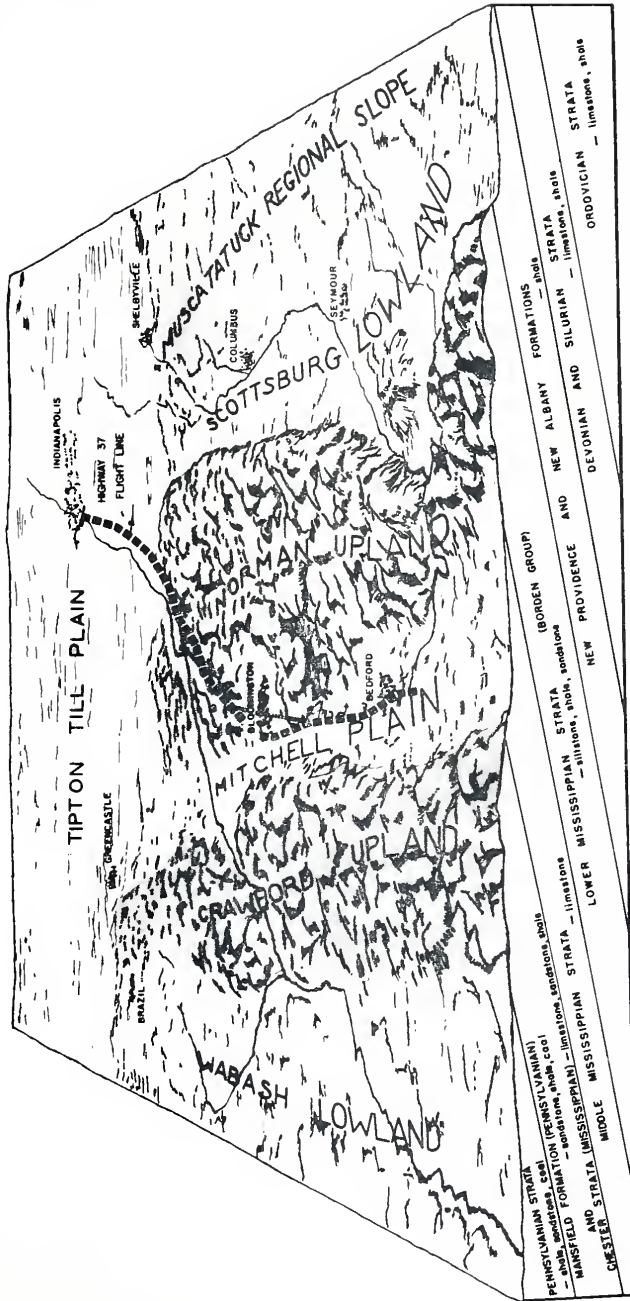 TIPTON TILL PLAIN
INDIANAPOLIS
HIGHWAY 37
FLIGHT LINE
GREENCASTLE
BRAZIL
SHELBYVILLE
MUSCATATUCK REGIONAL SLOPE
COLUMBUS
SEYMOUR
SCOTTSBURG LOWLAND
NORMAN UPLAND
BLOOMINGTON
BEDFORD
MITCHELL PLAIN
CRAWFORD UPLAND
WABASH LOWLAND
PENNSYLVANIAN STRATA
- shale, sandstone, coal
MANSFIELD FORMATION (PENNSYLVANIAN)
- sandstone, shale, coal
AND
CHESTER STRATA (MISSISSIPPIAN) - limestone, sandstone, shale
MIDDLE MISSISSIPPIAN STRATA - limestone
LOWER MISSISSIPPIAN STRATA (BORDEN GROUP)
- siltstone, shale, sandstone
NEW PROVIDENCE AND NEW ALBANY FORMATIONS
- shale
DEVONIAN AND SILURIAN STRATA
- limestone, shale
ORDOVICIAN STRATA
- limestone, shale